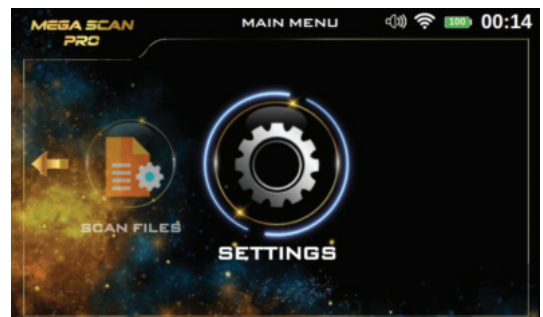 MEGA SCAN
PRO
MAIN MENU
100
00:14
SCAN FILES
SETTINGS